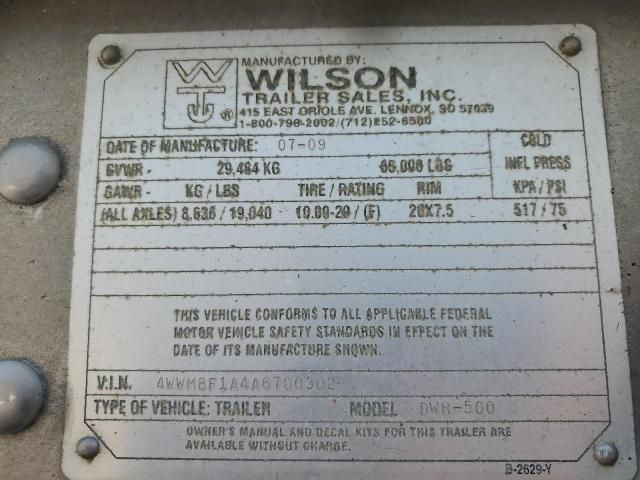 MANUFACTURED BY:
WILSON
TRAILER SALES, INC.
415 EAST ORIOLE AVE. LENNOX, SD 57039
1-800-798-2002/(712)252-6500
W
T ®
DATE OF MANUFACTURE: 07-09 COLD
GVWR - 29,484 KG 65,000 LBS INFL PRESS
GAWR - KG / LBS TIRE / RATING RIM KPA / PSI
(ALL AXLES) 8,636 / 19,040 10.00-20 / (F) 20X7.5 517 / 75
THIS VEHICLE CONFORMS TO ALL APPLICABLE FEDERAL
MOTOR VEHICLE SAFETY STANDARDS IN EFFECT ON THE
DATE OF ITS MANUFACTURE SHOWN.
V.I.N. 4WWMBF1A4A6700302
TYPE OF VEHICLE: TRAILER MODEL DWH-500
OWNER'S MANUAL AND DECAL KITS FOR THIS TRAILER ARE
AVAILABLE WITHOUT CHARGE.
B-2629-Y